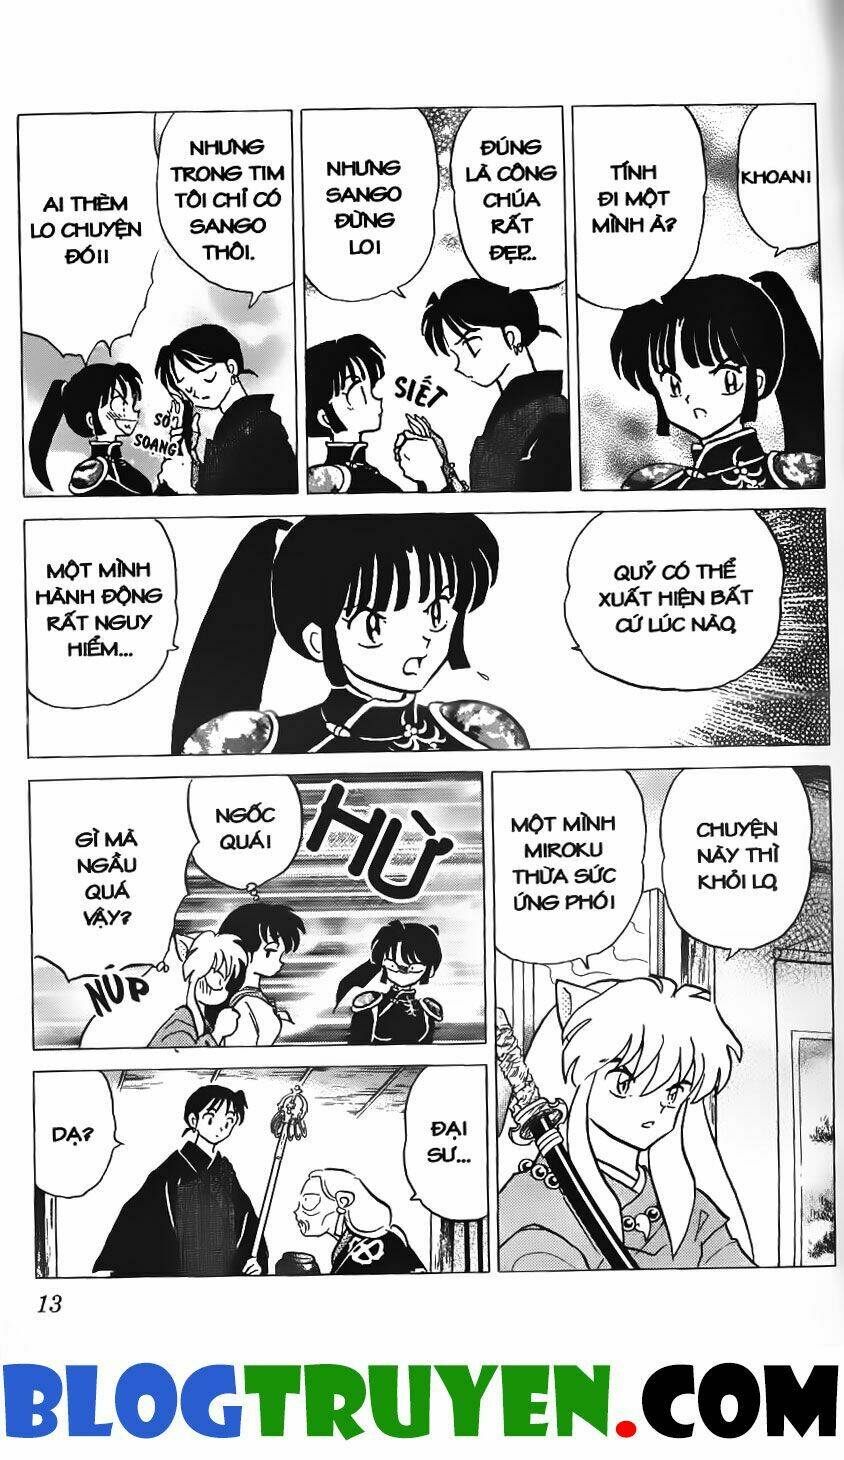 KHOAN!
TÍNH
ĐI MỘT
MÌNH À?
ĐÚNG
LÀ CÔNG
CHÚA
RẤT
ĐẸP...
NHƯNG
SANGO
ĐỪNG
LO!
SIẾT
NHƯNG
TRONG TIM
TÔI CHỈ CÓ
SANGO
THÔI.
AI THÈM
LO CHUYỆN
ĐÓ!!
SỜ
SOẠNG
QUỶ CÓ THỂ
XUẤT HIỆN BẤT
CỨ LÚC NÀO,
MỘT MÌNH
HÀNH ĐỘNG
RẤT NGUY
HIỂM...
CHUYỆN
NÀY THÌ
KHỎI LO,
MỘT MÌNH
MIROKU
THỪA SỨC
ỨNG PHÓ!
HỪ
NGỐC
QUÁ!
GÌ MÀ
NGẦU
QUÁ
VẬY?
NÚP
ĐẠI
SƯ...
DẠ?
13
BLOGTRUYEN.COM